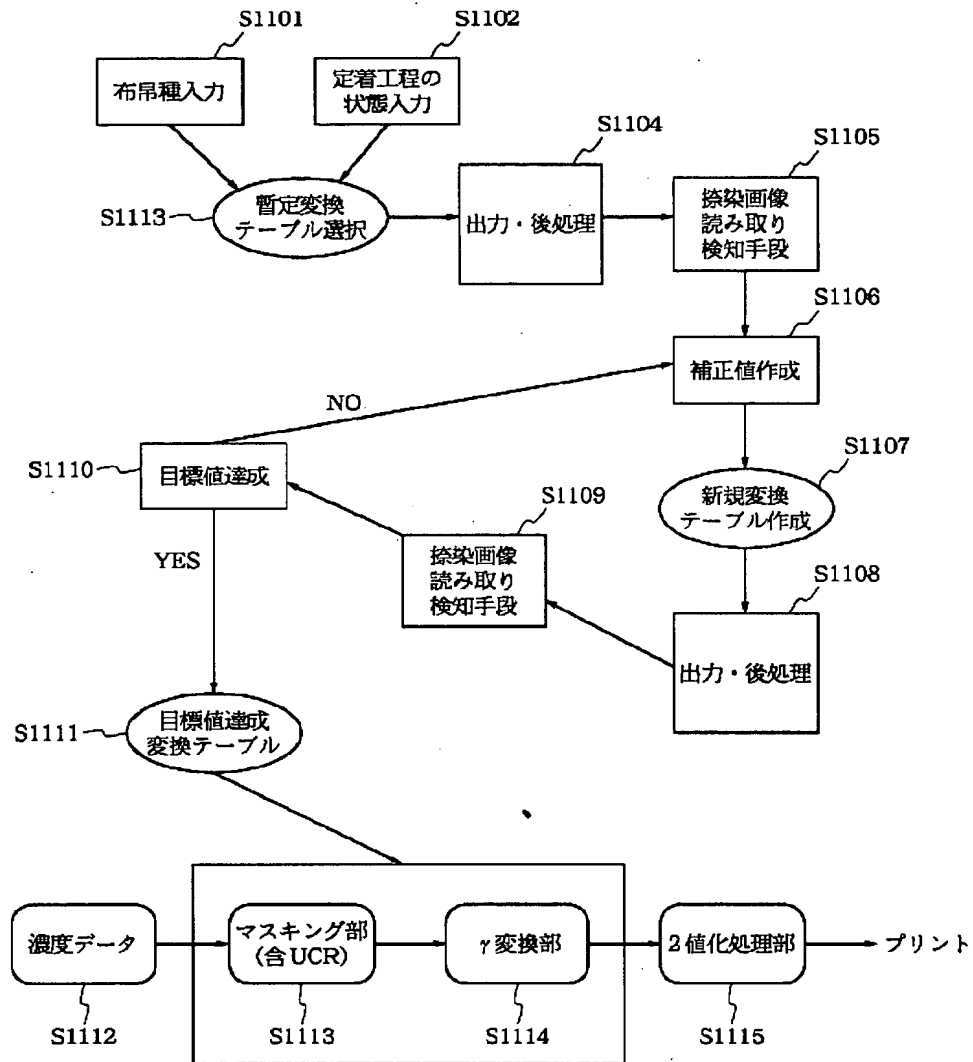 S1101
S1102
布帛種入力
定着工程の
状態入力
S1104
S1105
S1113
暫定変換
テーブル選択
出力・後処理
捺染画像
読み取り
検知手段
S1106
補正値作成
NO
S1110
目標値達成
S1107
新規変換
テーブル作成
S1109
捺染画像
読み取り
検知手段
YES
S1108
出力・後処理
S1111
目標値達成
変換テーブル
濃度データ
マスキング部
(含UCR)
γ変換部
2値化処理部
プリント
S1112
S1113
S1114
S1115